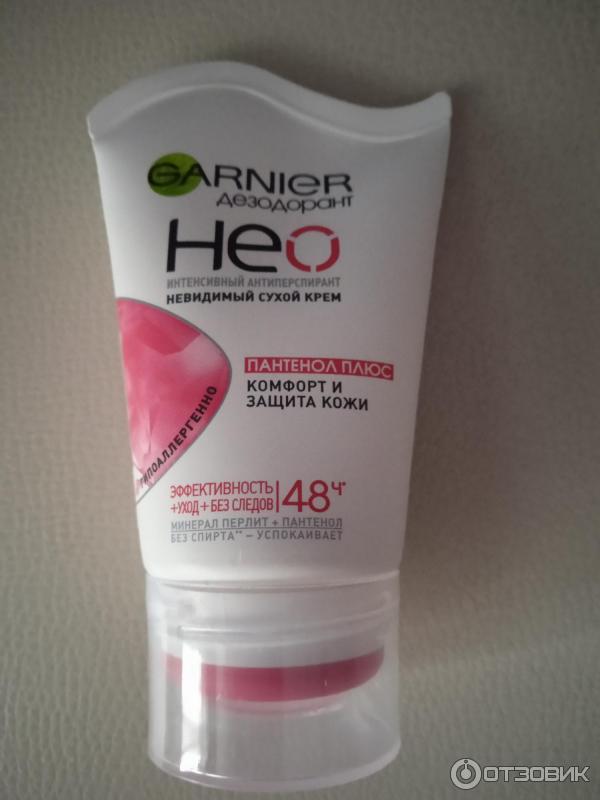 GARNIER
Дезодорант
Нео
ИНТЕНСИВНЫЙ АНТИПЕРСПИРАНТ
НЕВИДИМЫЙ СУХОЙ КРЕМ
ПАНТЕНОЛ ПЛЮС
КОМФОРТ И
ЗАЩИТА КОЖИ
ГИПОАЛЛЕРГЕННО
ЭФФЕКТИВНОСТЬ
+УХОД+БЕЗ СЛЕДОВ
48Ч*
МИНЕРАЛ ПЕРЛИТ + ПАНТЕНОЛ
БЕЗ СПИРТА** – УСПОКАИВАЕТ
ОТЗОВИК